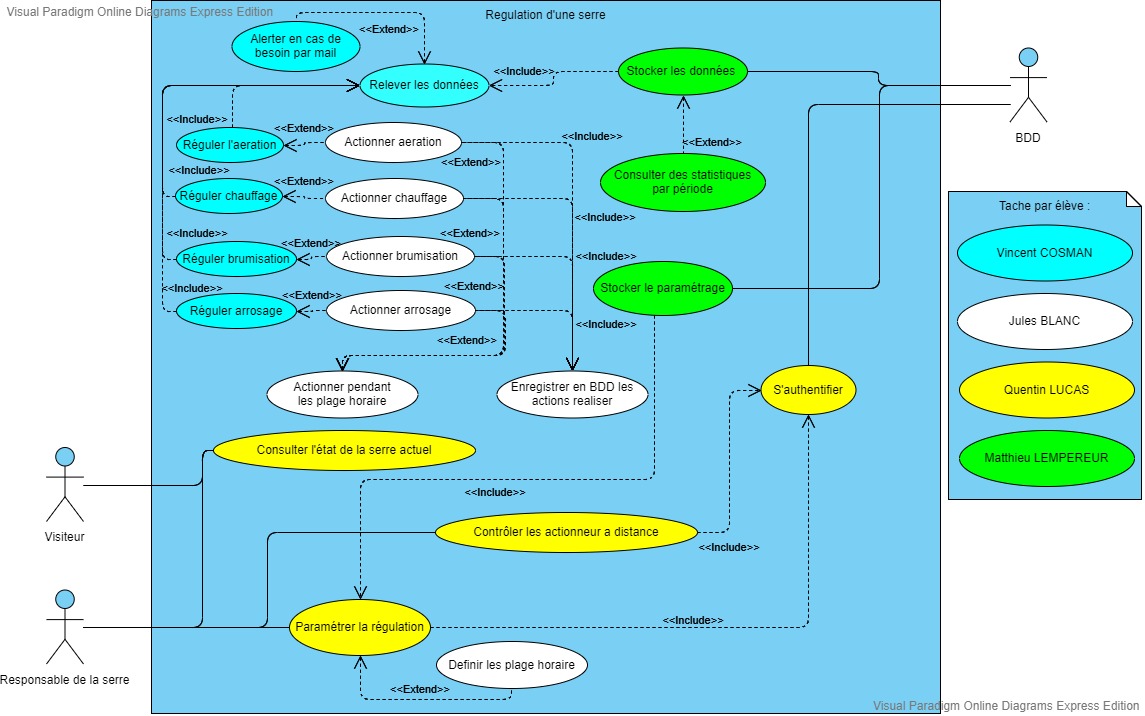 Visual Paradigm Online Diagrams Express Edition
Regulation d'une serre
Alerter en cas de
besoin par mail
<<Extend>>
Relever les données
<<Include>>
Stocker les données
BDD
<<Include>>
Réguler l'aeration
<<Extend>>
Actionner aeration
<<Include>>
<<Extend>>
<<Extend>>
Consulter des statistiques
par période
<<Include>>
Réguler chauffage
<<Extend>>
Actionner chauffage
<<Include>>
<<Include>>
Réguler brumisation
<<Extend>>
Actionner brumisation
<<Extend>>
<<Include>>
Stocker le paramétrage
<<Include>>
Réguler arrosage
<<Extend>>
Actionner arrosage
<<Extend>>
<<Include>>
<<Extend>>
Actionner pendant
les plage horaire
Enregistrer en BDD les
actions realiser
S'authentifier
Tache par élève :
Vincent COSMAN
Jules BLANC
Quentin LUCAS
Matthieu LEMPEREUR
Consulter l'état de la serre actuel
Visiteur
<<Include>>
Contrôler les actionneur a distance
<<Include>>
Paramétrer la régulation
<<Include>>
Responsable de la serre
Definir les plage horaire
<<Extend>>
Visual Paradigm Online Diagrams Express Edition